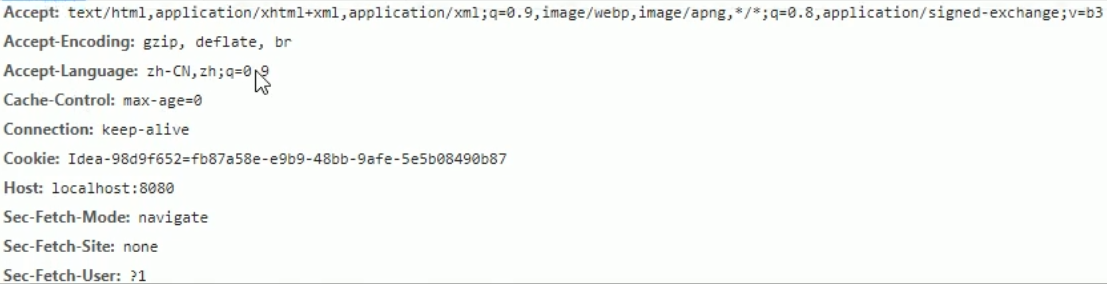 Accept: text/html,application/xhtml+xml,application/xml;q=0.9,image/webp,image/apng,*/*;q=0.8,application/signed-exchange;v=b3
Accept-Encoding: gzip, deflate, br
Accept-Language: zh-CN,zh;q=0.9
Cache-Control: max-age=0
Connection: keep-alive
Cookie: Idea-98d9f652=fb87a58e-e9b9-48bb-9afe-5e5b08490b87
Host: localhost:8080
Sec-Fetch-Mode: navigate
Sec-Fetch-Site: none
Sec-Fetch-User: ?1